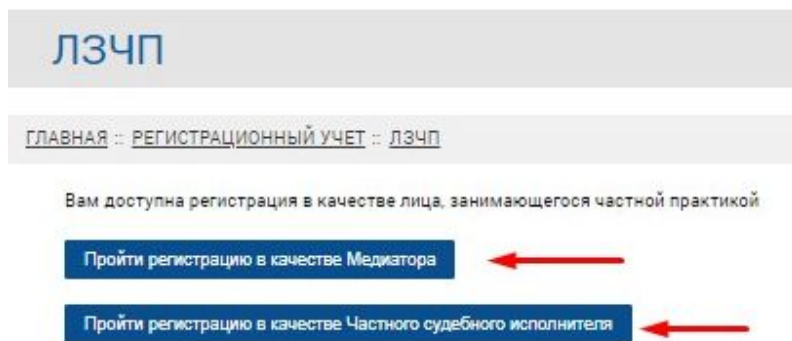 ЛЗЧП
ГЛАВНАЯ :: РЕГИСТРАЦИОННЫЙ УЧЕТ :: ЛЗЧП
Вам доступна регистрация в качестве лица, занимающегося частной практикой
Пройти регистрацию в качестве Медиатора
Пройти регистрацию в качестве Частного судебного исполнителя